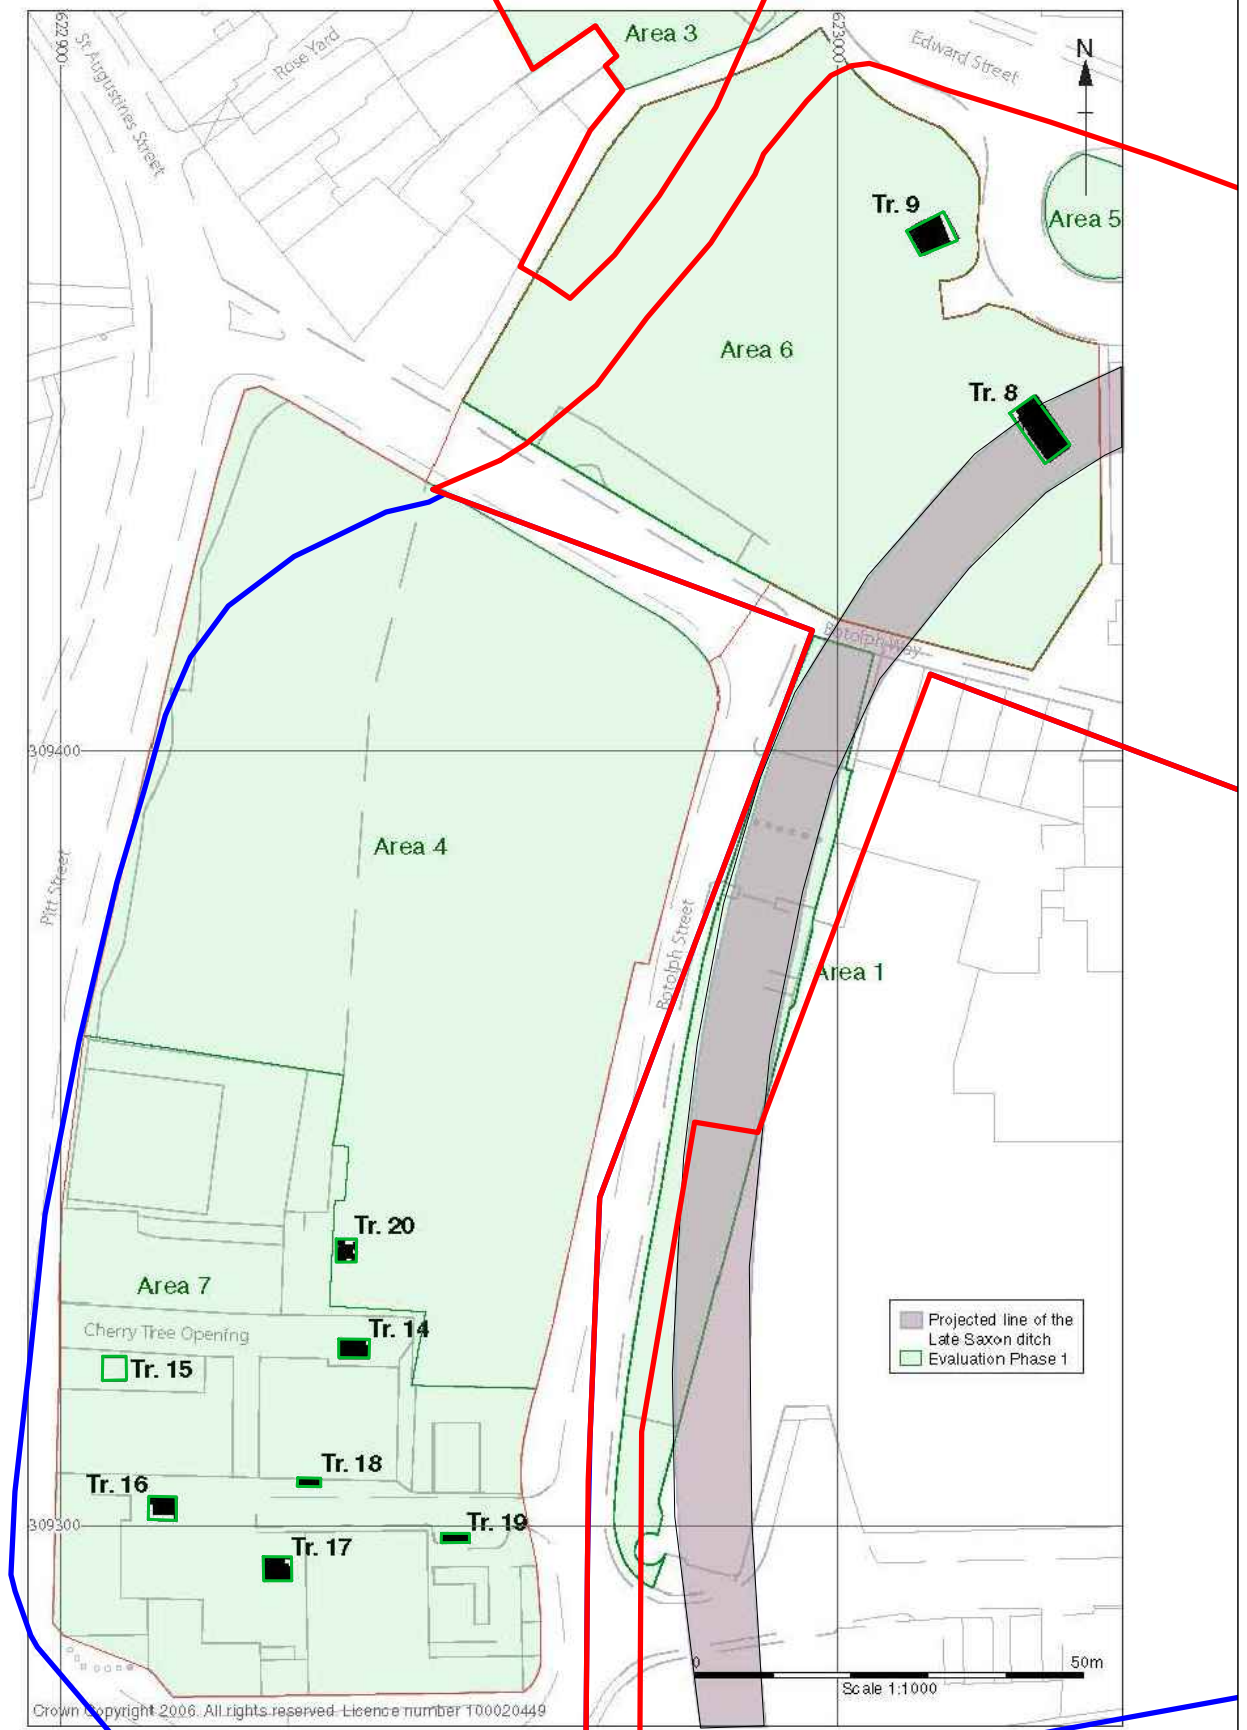 622900
623000
St Augustines Street
Rose Yard
Area 3
Edward Street
N
Tr. 9
Area 5
Area 6
Tr. 8
Botolph Way
309400
Area 4
Pitt Street
Botolph Street
Area 1
Tr. 20
Area 7
Cherry Tree Opening
Tr. 14
Tr. 15
Projected line of the
Late Saxon ditch
Evaluation Phase 1
Tr. 18
Tr. 16
309300
Tr. 19
Tr. 17
0
50m
Scale 1:1000
Crown Copyright 2006. All rights reserved. Licence number 100020449